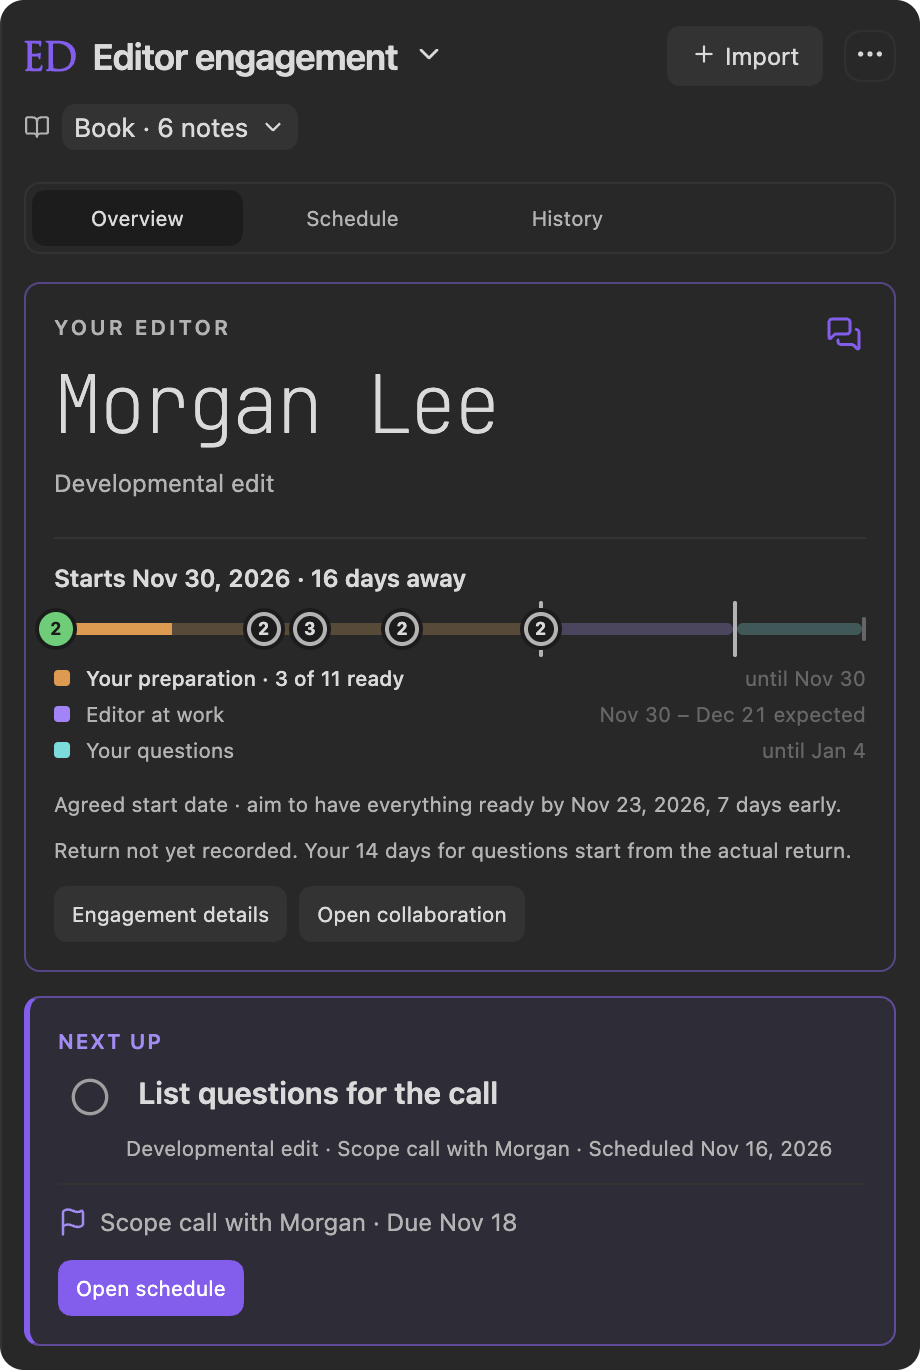 ED Editor engagement
+ Import
Book · 6 notes
Overview Schedule History
YOUR EDITOR
Morgan Lee
Developmental edit
Starts Nov 30, 2026 · 16 days away
2 2 3 2 2
Your preparation · 3 of 11 ready until Nov 30
Editor at work Nov 30 – Dec 21 expected
Your questions until Jan 4
Agreed start date · aim to have everything ready by Nov 23, 2026, 7 days early.
Return not yet recorded. Your 14 days for questions start from the actual return.
Engagement details Open collaboration
NEXT UP
List questions for the call
Developmental edit · Scope call with Morgan · Scheduled Nov 16, 2026
Scope call with Morgan · Due Nov 18
Open schedule